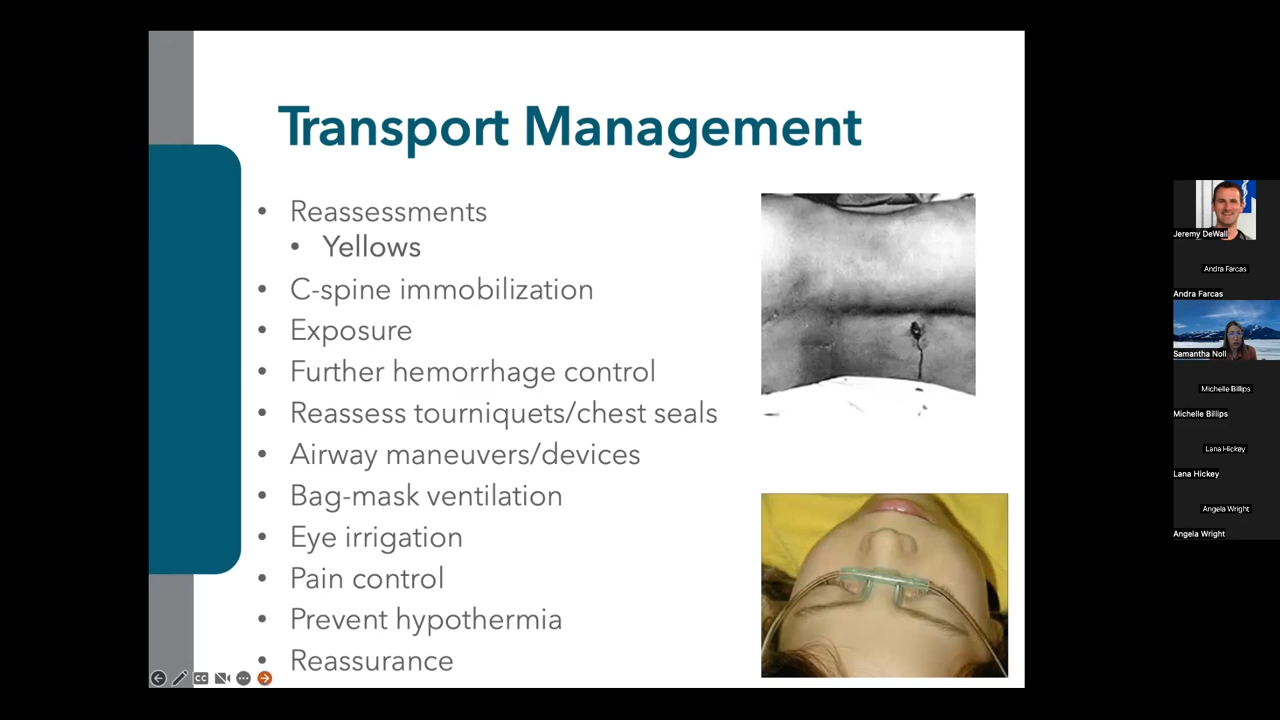 Transport Management
• Reassessments
• Yellows
• C-spine immobilization
• Exposure
• Further hemorrhage control
• Reassess tourniquets/chest seals
• Airway maneuvers/devices
• Bag-mask ventilation
• Eye irrigation
• Pain control
• Prevent hypothermia
• Reassurance
CC
Jeremy DeWall
Andra Farcas
Andra Farcas
Samantha Noll
Michelle Billips
Michelle Billips
Lana Hickey
Lana Hickey
Angela Wright
Angela Wright